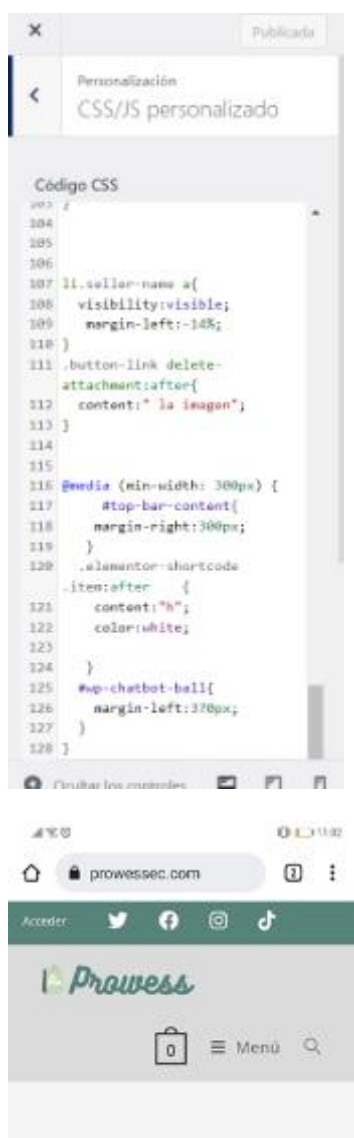 Publicada
Personalización
CSS/JS personalizado
Código CSS
103 }
104
105
106
107 li.seller-name a{
108 visibility:visible;
109 margin-left:-14%;
110 }
111 .button-link delete-
attachment:after{
112 content:" la imagen";
113 }
114
115
116 @media (min-width: 300px) {
117 #top-bar-content{
118 margin-right:300px;
119 }
120 .elementor-shortcode
.item:after {
121 content:"h";
122 color:white;
123
124 }
125 #wp-chatbot-ball{
126 margin-left:370px;
127 }
128 }
Ocultar los controles
11:02
prowessec.com
2
Acceder
Prowess
0
Menú